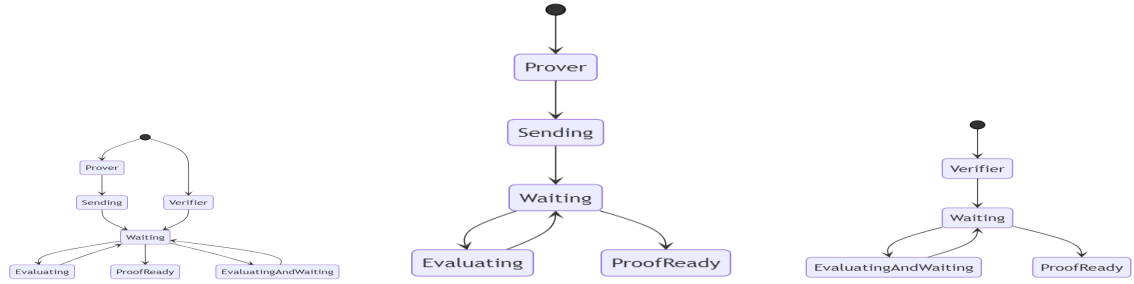 Prover
Sending
Verifier
Waiting
Evaluating
ProofReady
EvaluatingAndWaiting
Prover
Sending
Waiting
Evaluating
ProofReady
Verifier
Waiting
EvaluatingAndWaiting
ProofReady